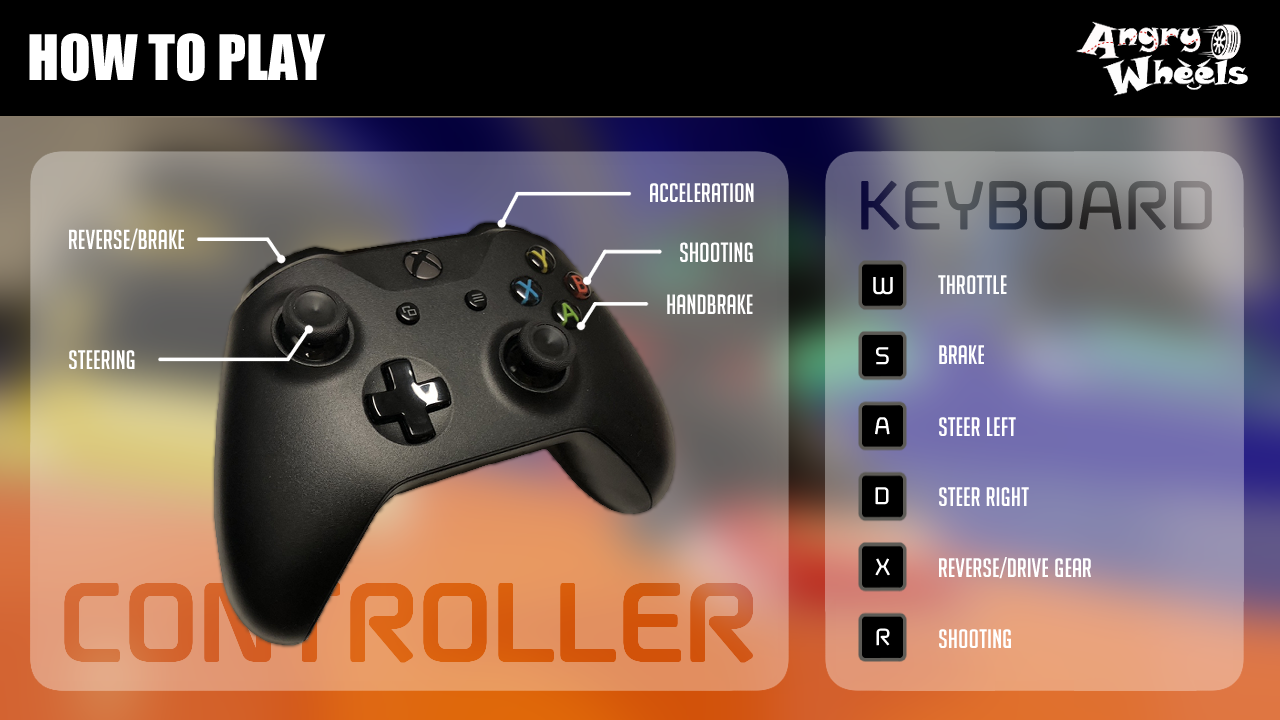 HOW TO PLAY
Angry
Wheels
ACCELERATION
REVERSE/BRAKE
SHOOTING
HANDBRAKE
STEERING
Y
X
B
A
CONTROLLER
KEYBOARD
W THROTTLE
S BRAKE
A STEER LEFT
D STEER RIGHT
X REVERSE/DRIVE GEAR
R SHOOTING